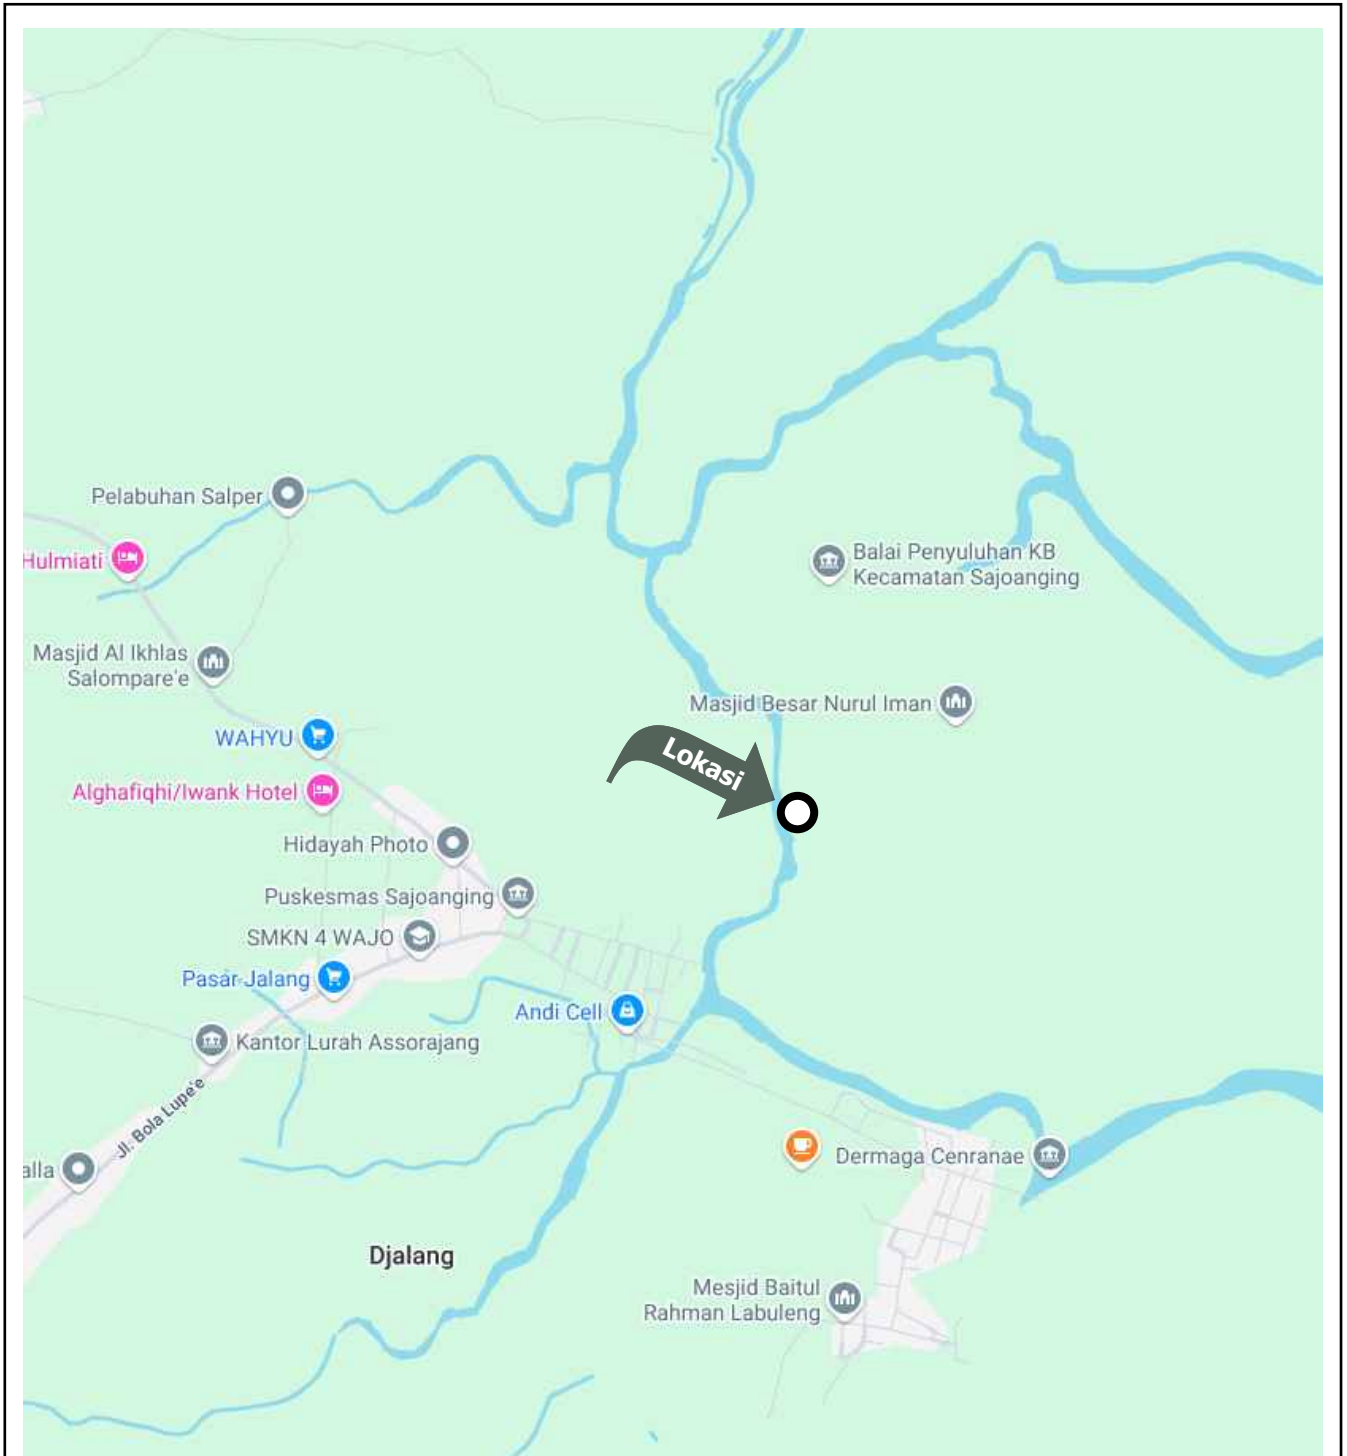 Pelabuhan Salper
Hulmiati
Balai Penyuluhan KB
Kecamatan Sajoanging
Masjid Al Ikhlas
Salompare'e
Masjid Besar Nurul Iman
WAHYU
Lokasi
Alghafiqhi/Iwank Hotel
Hidayah Photo
Puskesmas Sajoanging
SMKN 4 WAJO
Pasar Jalang
Andi Cell
Kantor Lurah Assorajang
Jl. Bola Lupe'e
alla
Dermaga Cenranae
Djalang
Mesjid Baitul
Rahman Labuleng